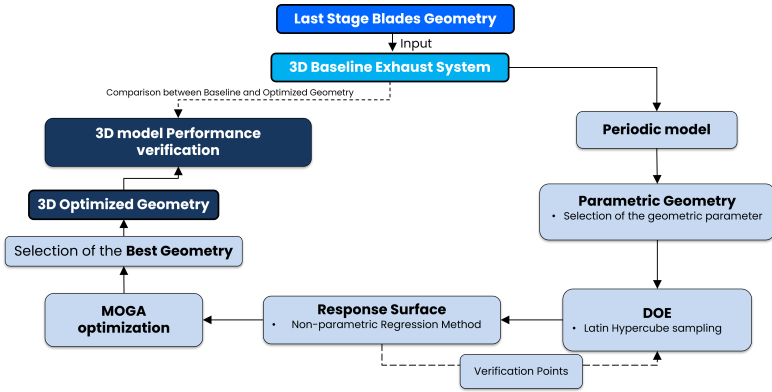 Last Stage Blades Geometry
Input
3D Baseline Exhaust System
Comparison between Baseline and Optimized Geometry
3D model Performance
verification
Periodic model
3D Optimized Geometry
Parametric Geometry
• Selection of the geometric parameter
Selection of the Best Geometry
MOGA
optimization
Response Surface
• Non-parametric Regression Method
DOE
• Latin Hypercube sampling
Verification Points